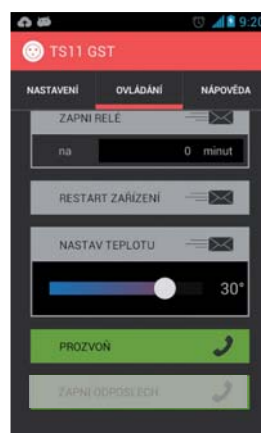 9:20
TS11 GST
NASTAVENÍ OVLÁDÁNÍ NÁPOVĚDA
ZAPNI RELÉ
na 0 minut
RESTART ZAŘÍZENÍ
NASTAV TEPLOTU
30°
PROZVOŇ
ZAPNI ODPOSLECH